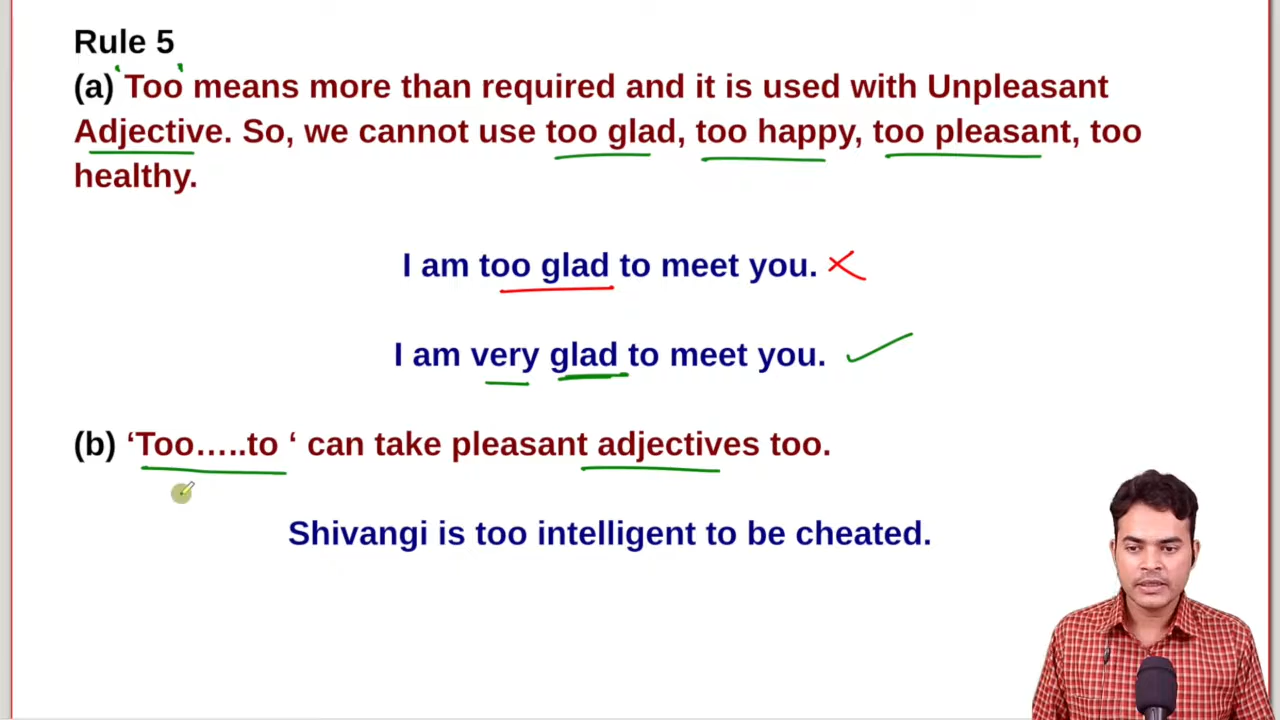 Rule 5
(a) 'Too' means more than required and it is used with Unpleasant
Adjective. So, we cannot use too glad, too happy, too pleasant, too
healthy.
I am too glad to meet you.
I am very glad to meet you.
(b) ‘Too…..to ‘ can take pleasant adjectives too.
Shivangi is too intelligent to be cheated.